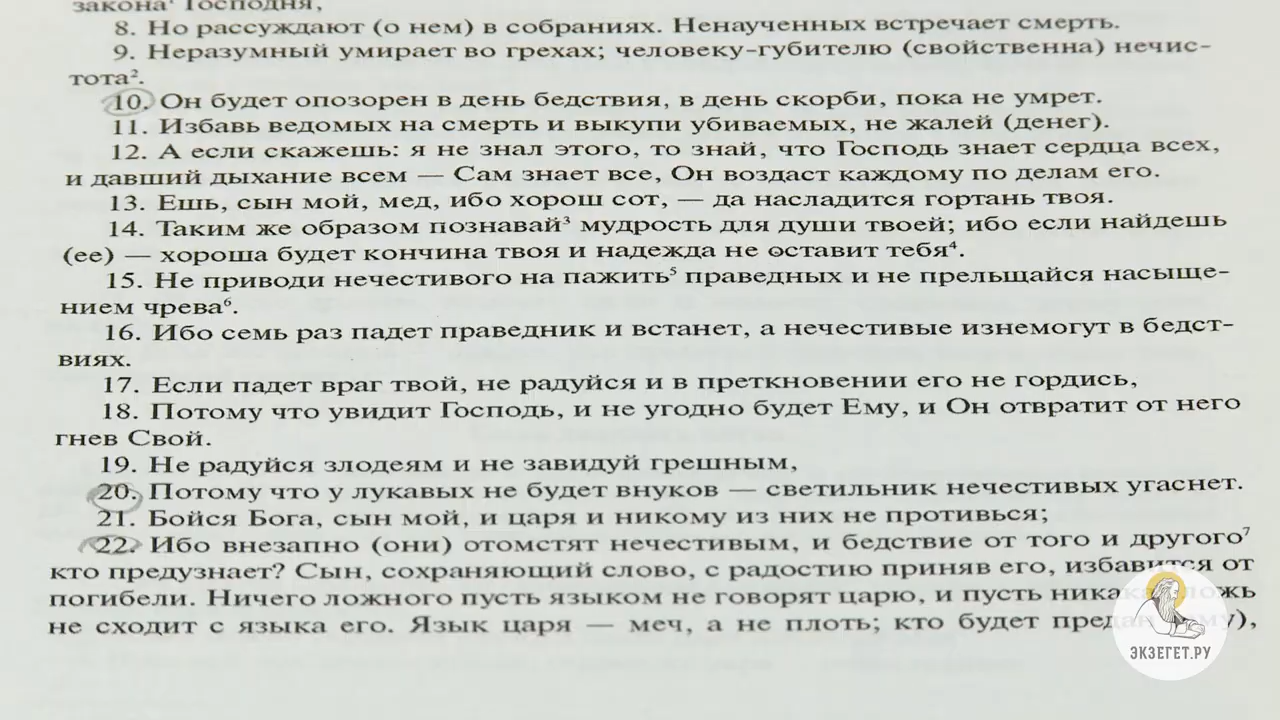 закона¹ Господня,
8. Но рассуждают (о нем) в собраниях. Ненаученных встречает смерть.
9. Неразумный умирает во грехах; человеку-губителю (свойственна) нечис-
тота².
10. Он будет опозорен в день бедствия, в день скорби, пока не умрет.
11. Избавь ведомых на смерть и выкупи убиваемых, не жалей (денег).
12. А если скажешь: я не знал этого, то знай, что Господь знает сердца всех,
и давший дыхание всем — Сам знает все, Он воздаст каждому по делам его.
13. Ешь, сын мой, мед, ибо хорош сот, — да насладится гортань твоя.
14. Таким же образом познавай³ мудрость для души твоей; ибо если найдешь
(ее) — хороша будет кончина твоя и надежда не оставит тебя⁴.
15. Не приводи нечестивого на пажить⁵ праведных и не прельщайся насыще-
нием чрева⁶.
16. Ибо семь раз падет праведник и встанет, а нечестивые изнемогут в бедст-
виях.
17. Если падет враг твой, не радуйся и в преткновении его не гордись,
18. Потому что увидит Господь, и не угодно будет Ему, и Он отвратит от него
гнев Свой.
19. Не радуйся злодеям и не завидуй грешным,
20. Потому что у лукавых не будет внуков — светильник нечестивых угаснет.
21. Бойся Бога, сын мой, и царя и никому из них не противься;
22. Ибо внезапно (они) отомстят нечестивым, и бедствие от того и другого⁷
кто предузнает? Сын, сохраняющий слово, с радостию приняв его, избавится от
погибели. Ничего ложного пусть языком не говорят царю, и пусть никакая ложь
не сходит с языка его. Язык царя — меч, а не плоть; кто будет предан (ему),
ЭКЗЕГЕТ.РУ